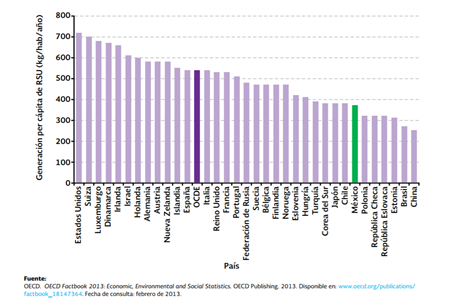 Generación per cápita de RSU (kg/hab/año)
800
700
600
500
400
300
200
100
0
Estados Unidos
Suiza
Luxemburgo
Dinamarca
Irlanda
Israel
Holanda
Alemania
Austria
Nueva Zelanda
Islandia
España
OCDE
Italia
Reino Unido
Francia
Portugal
Federación de Rusia
Suecia
Bélgica
Finlandia
Noruega
Eslovenia
Hungría
Turquía
Corea del Sur
Japón
Chile
México
Polonia
República Checa
República Eslovaca
Estonia
Brasil
China
País
Fuente:
OECD. OECD Factbook 2013: Economic, Environmental and Social Statistics. OECD Publishing. 2013. Disponible en: www.oecd.org/publications/
factbook_18147364. Fecha de consulta: febrero de 2013.